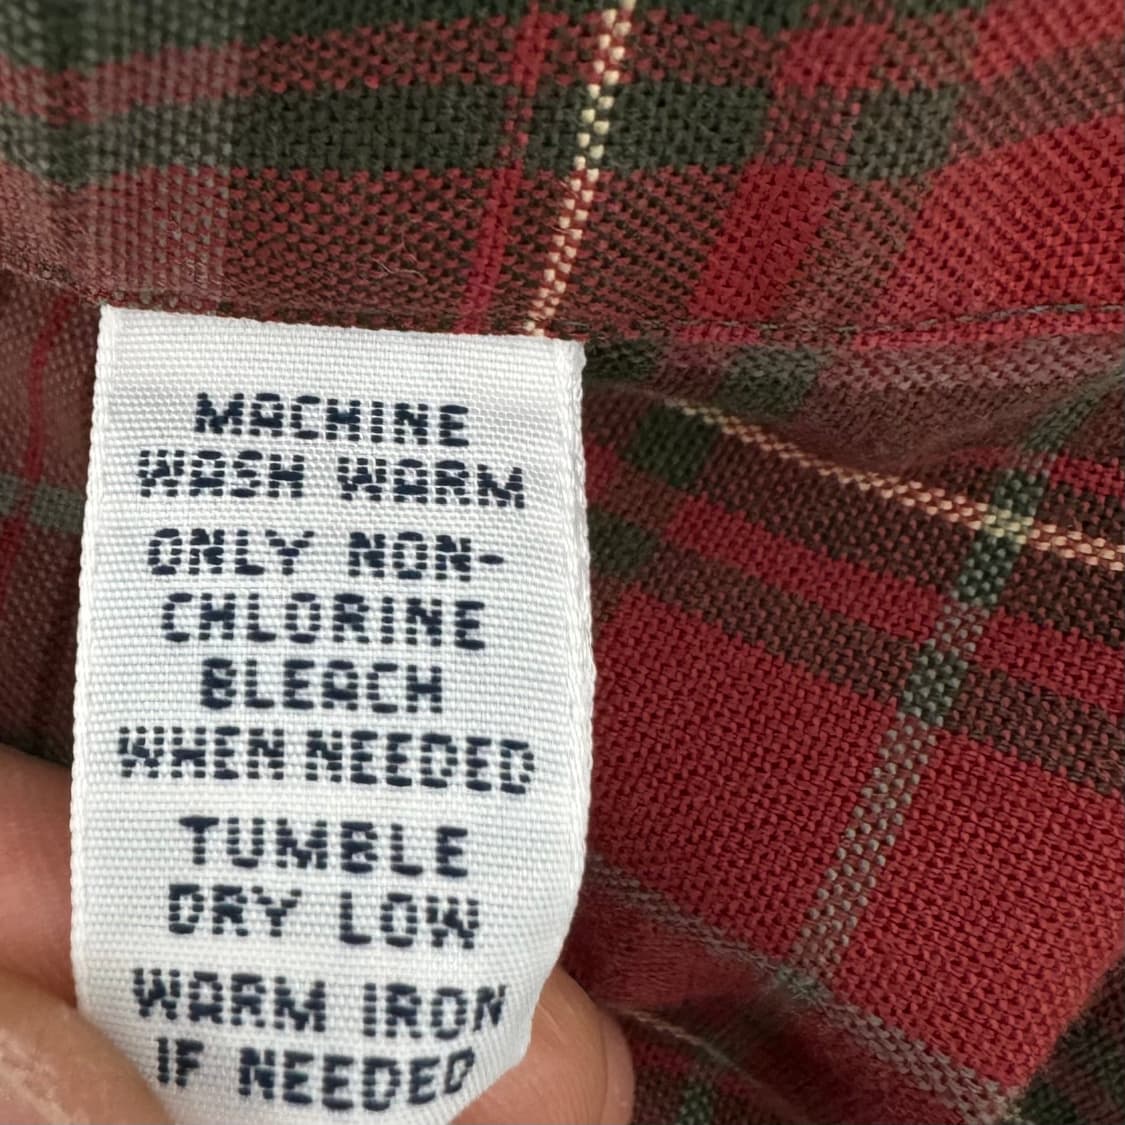 MACHINE
WASH WARM
ONLY NON-
CHLORINE
BLEACH
WHEN NEEDED
TUMBLE
DRY LOW
WARM IRON
IF NEEDED